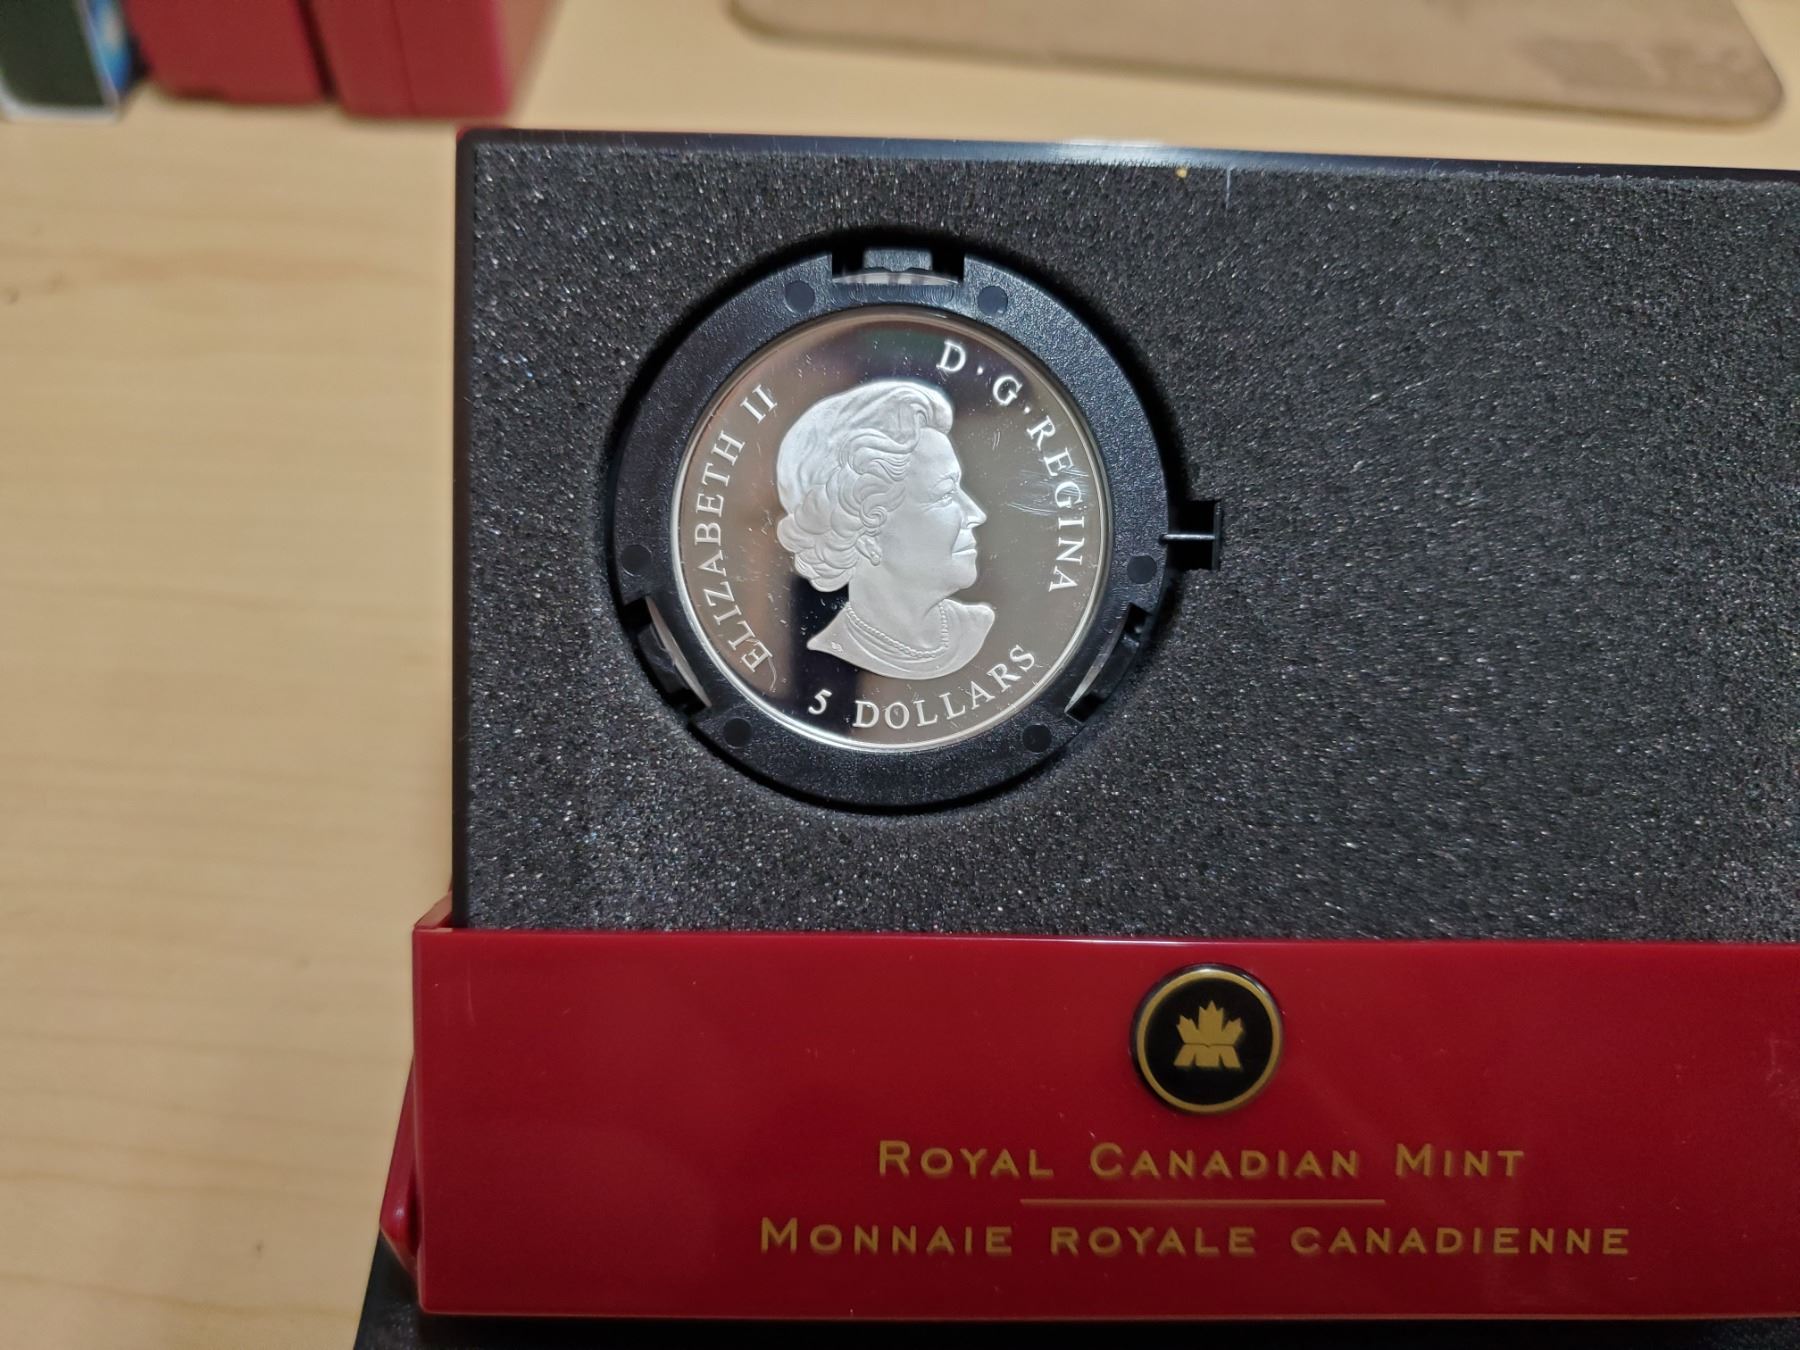 ELIZABETH II
D · G · REGINA
5 DOLLARS
ROYAL CANADIAN MINT
MONNAIE ROYALE CANADIENNE